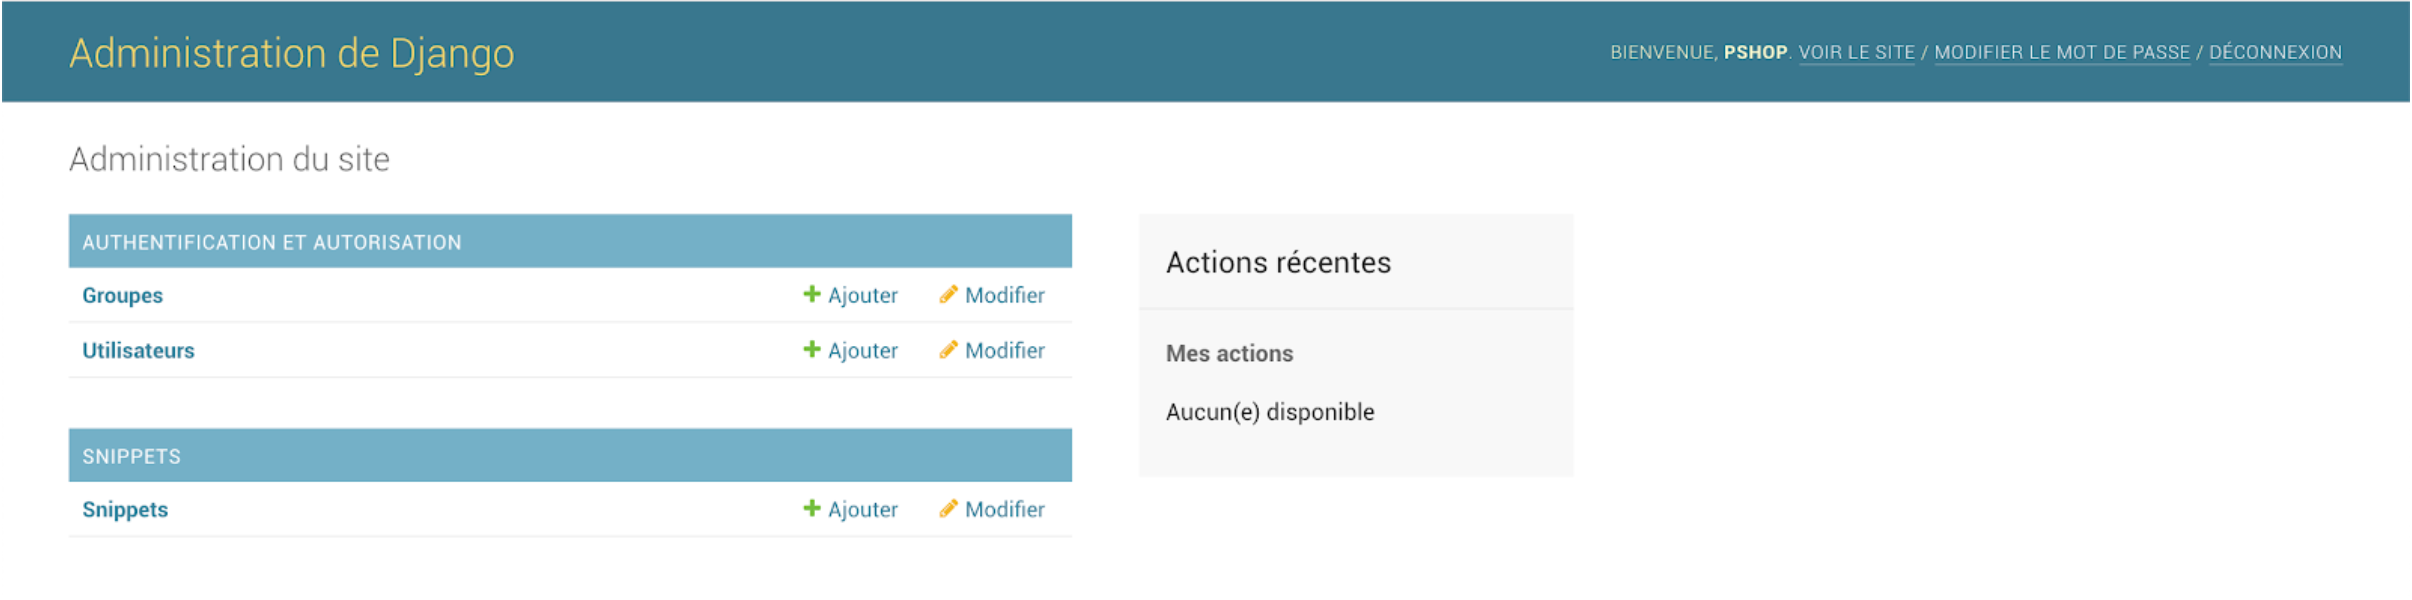 Administration de Django
BIENVENUE, PSHOP. VOIR LE SITE / MODIFIER LE MOT DE PASSE / DÉCONNEXION
Administration du site
AUTHENTIFICATION ET AUTORISATION
Groupes Ajouter Modifier
Utilisateurs Ajouter Modifier
SNIPPETS
Snippets Ajouter Modifier
Actions récentes
Mes actions
Aucun(e) disponible